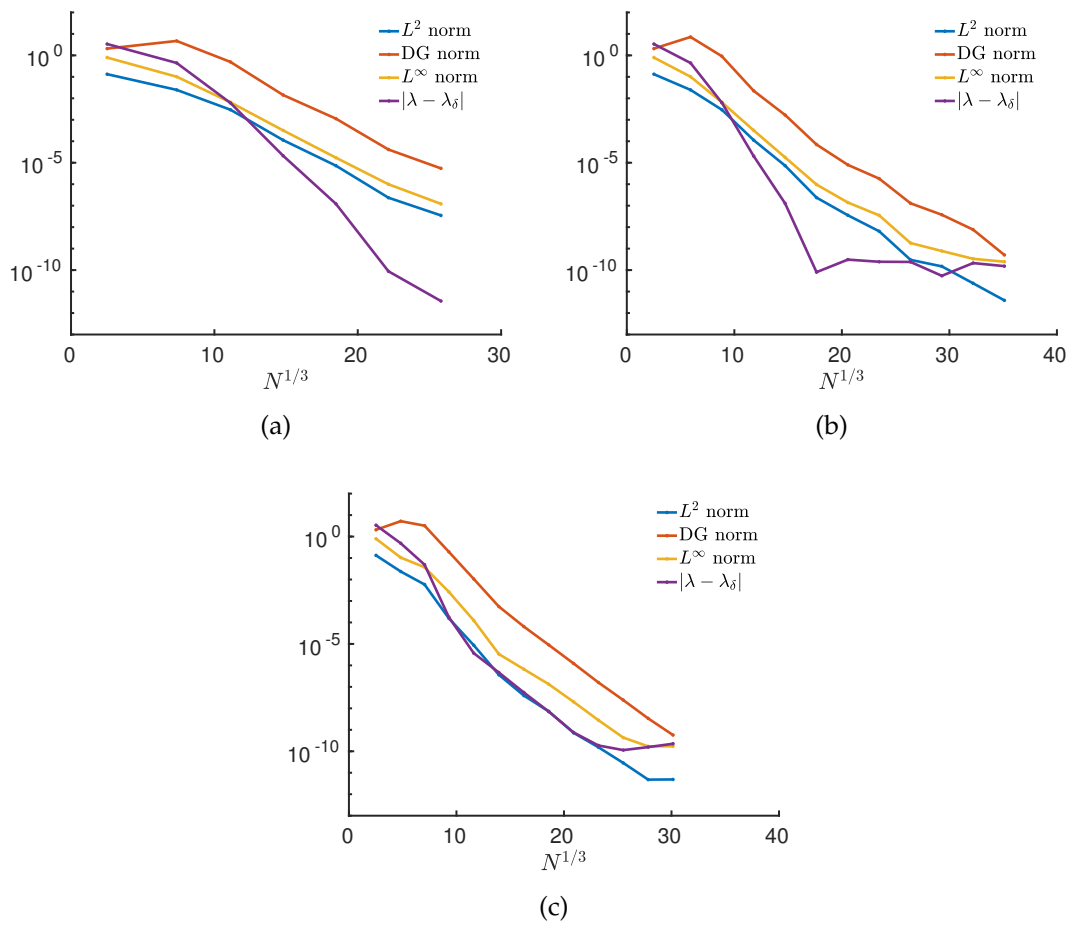 10^0
10^-5
10^-10
0
10
20
30
N^{1/3}
L^2 norm
DG norm
L^∞ norm
|λ − λ_δ|
(a)
10^0
10^-5
10^-10
0
10
20
30
40
N^{1/3}
L^2 norm
DG norm
L^∞ norm
|λ − λ_δ|
(b)
10^0
10^-5
10^-10
0
10
20
30
40
N^{1/3}
L^2 norm
DG norm
L^∞ norm
|λ − λ_δ|
(c)